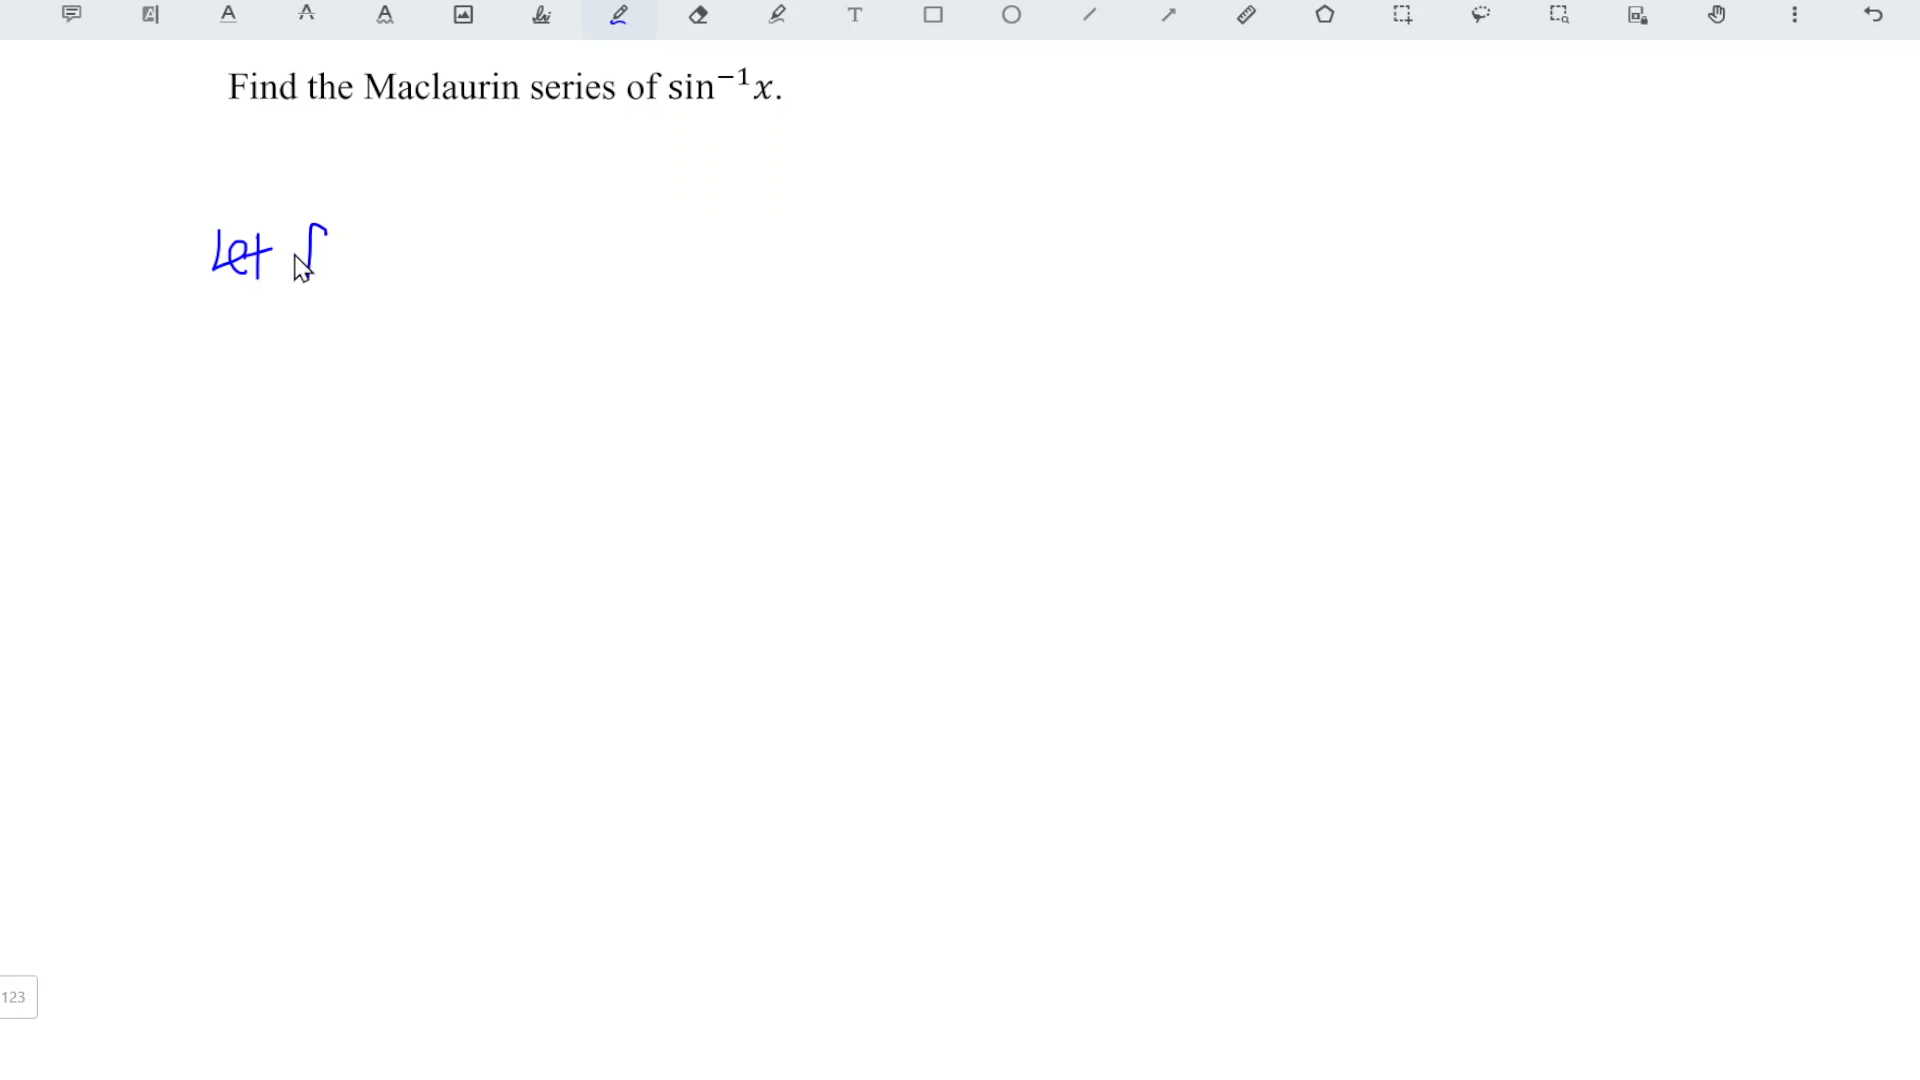 Find the Maclaurin series of sin⁻¹x.
Let f
123